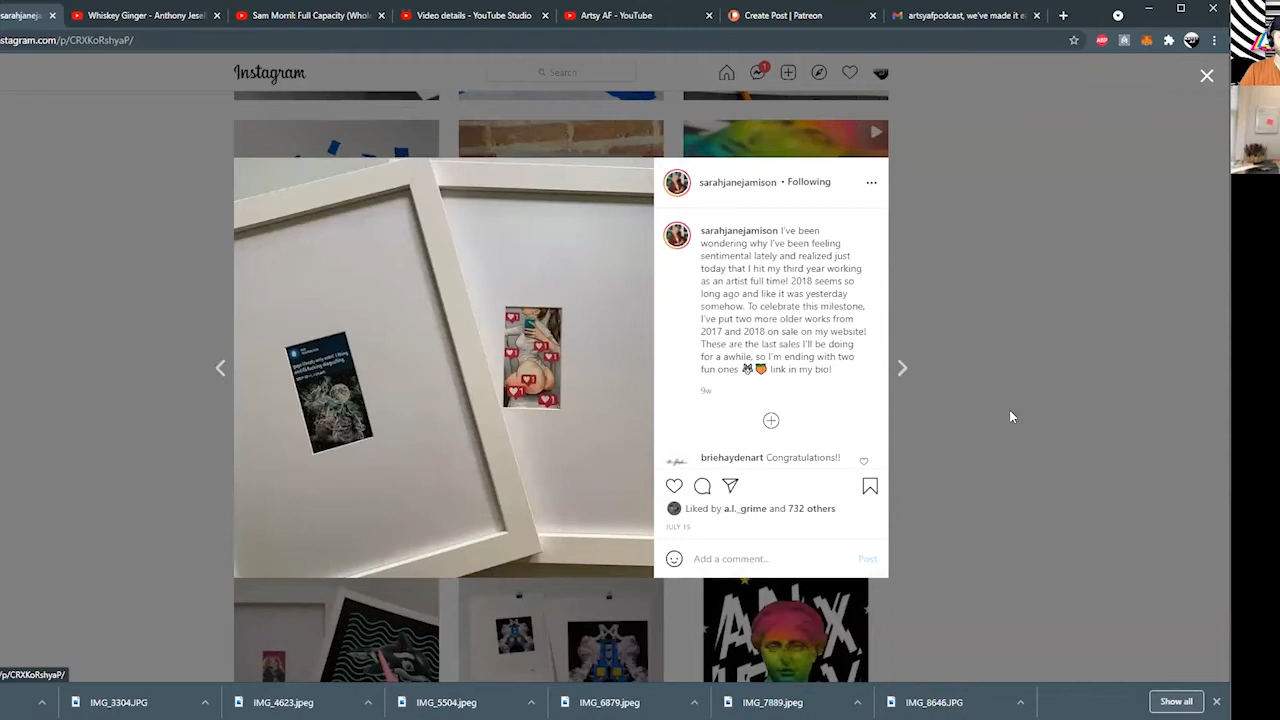 sarahjanejamison
Whiskey Ginger - Anthony Jesel
Sam Morril: Full Capacity (Whol
Video details - YouTube Studio
Artsy AF - YouTube
Create Post | Patreon
artsyafpodcast, we've made it e
stagram.com/p/CRXKoRshyaP/
Instagram
Search
1
sarahjanejamison • Following
sarahjanejamison I've been
wondering why I've been feeling
sentimental lately and realized just
today that I hit my third year working
as an artist full time! 2018 seems so
long ago and like it was yesterday
somehow. To celebrate this milestone,
I've put two more older works from
2017 and 2018 on sale on my website!
These are the last sales I'll be doing
for a awhile, so I'm ending with two
fun ones 🐺🍑 link in my bio!
9w
briehaydenart Congratulations!!
Liked by a.l._grime and 732 others
JULY 15
Add a comment...
Post
ANX
/p/CRXKoRshyaP/
IMG_3304.JPG
IMG_4623.jpeg
IMG_5504.jpeg
IMG_6879.jpeg
IMG_7889.jpeg
IMG_8646.JPG
Show all